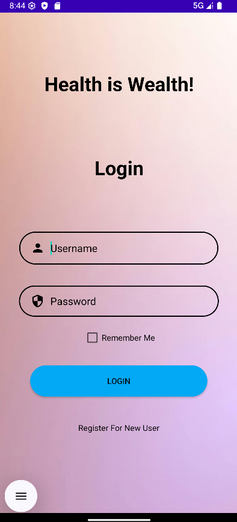 8:44 5G
Health is Wealth!
Login
Username
Password
Remember Me
LOGIN
Register For New User